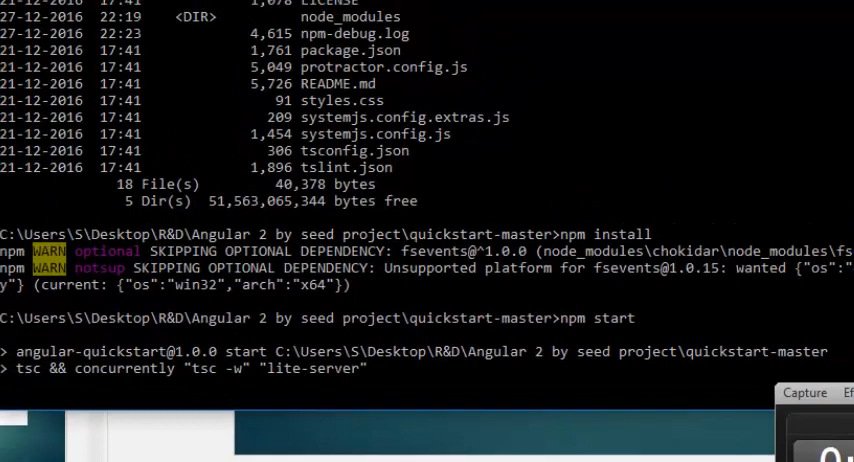 21-12-2016 17:41 1,078 LICENSE
27-12-2016 22:19 <DIR> node_modules
27-12-2016 22:23 4,615 npm-debug.log
21-12-2016 17:41 1,761 package.json
21-12-2016 17:41 5,049 protractor.config.js
21-12-2016 17:41 5,726 README.md
21-12-2016 17:41 91 styles.css
21-12-2016 17:41 209 systemjs.config.extras.js
21-12-2016 17:41 1,454 systemjs.config.js
21-12-2016 17:41 306 tsconfig.json
21-12-2016 17:41 1,896 tslint.json
18 File(s) 40,378 bytes
5 Dir(s) 51,563,065,344 bytes free
C:\Users\S\Desktop\R&D\Angular 2 by seed project\quickstart-master>npm install
npm WARN optional SKIPPING OPTIONAL DEPENDENCY: fsevents@^1.0.0 (node_modules\chokidar\node_modules\fs
npm WARN notsup SKIPPING OPTIONAL DEPENDENCY: Unsupported platform for fsevents@1.0.15: wanted {"os":"
y"} (current: {"os":"win32","arch":"x64"})
C:\Users\S\Desktop\R&D\Angular 2 by seed project\quickstart-master>npm start
> angular-quickstart@1.0.0 start C:\Users\S\Desktop\R&D\Angular 2 by seed project\quickstart-master
> tsc && concurrently "tsc -w" "lite-server"
Capture